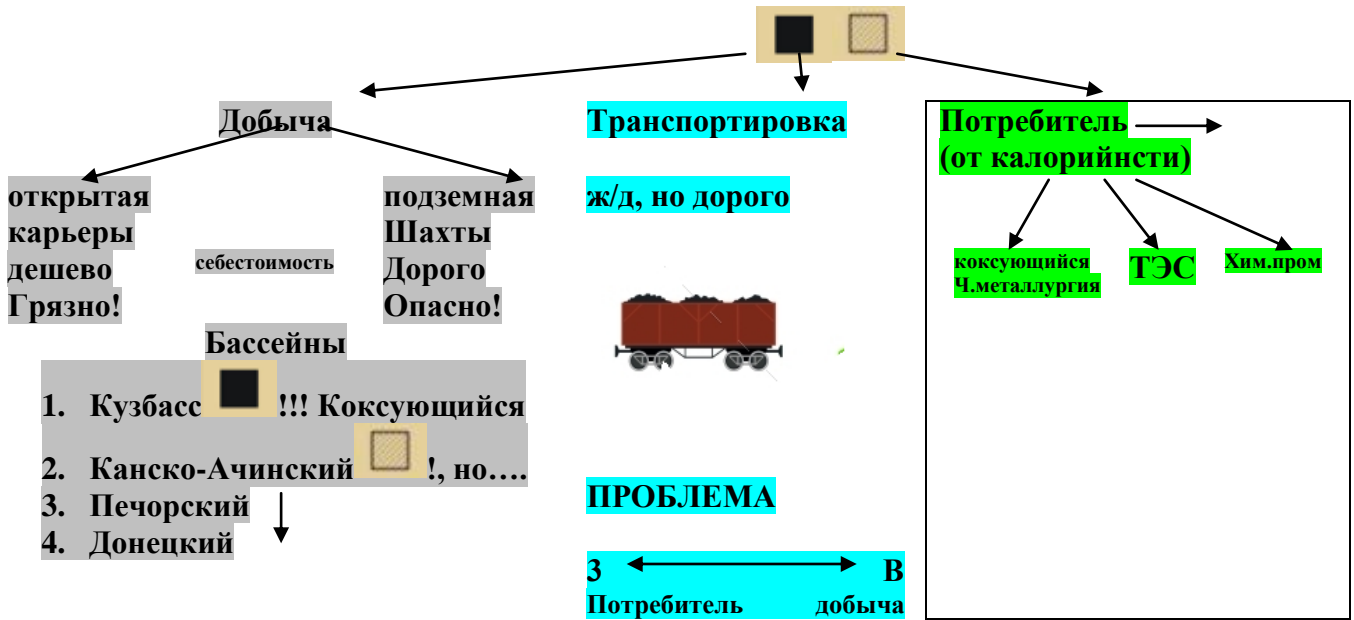 Добыча
открытая
карьеры
дешево
Грязно!
себестоимость
подземная
Шахты
Дорого
Опасно!
Бассейны
1. Кузбасс !!! Коксующийся
2. Канско-Ачинский !, но….
3. Печорский
4. Донецкий
Транспортировка
ж/д, но дорого
ПРОБЛЕМА
З В
Потребитель добыча
Потребитель
(от калорийнсти)
коксующийся
Ч.металлургия
ТЭС
Хим.пром